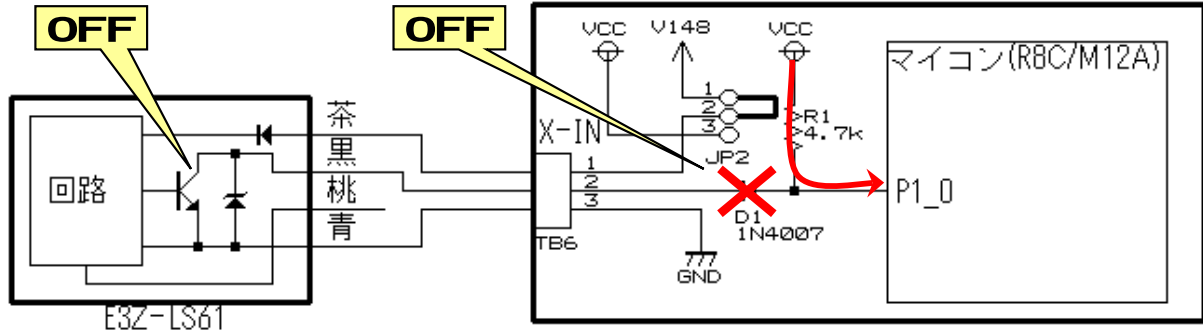 OFF
OFF
VCC
V148
VCC
マイコン(R8C/M12A)
茶
黒
桃
青
X-IN
1
2
3
R1
4.7k
JP2
回路
1
2
3
P1_0
D1
1N4007
TB6
GND
E3Z-LS61